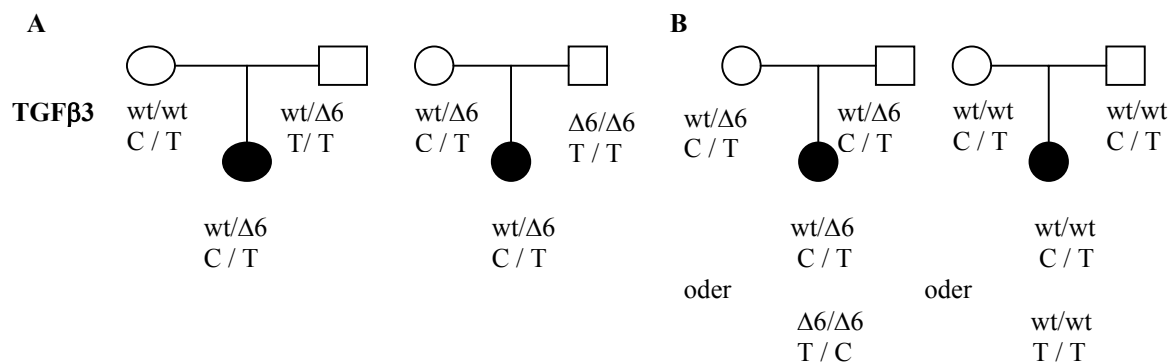 A B
TGFβ3 wt/wt wt/Δ6 wt/Δ6 Δ6/Δ6 wt/Δ6 wt/Δ6 wt/wt wt/wt
C / T T/ T C / T T / T C / T C / T C / T C / T
wt/Δ6 wt/Δ6 wt/Δ6 wt/wt
C / T C / T C / T C / T
oder oder
Δ6/Δ6 wt/wt
T / C T / T